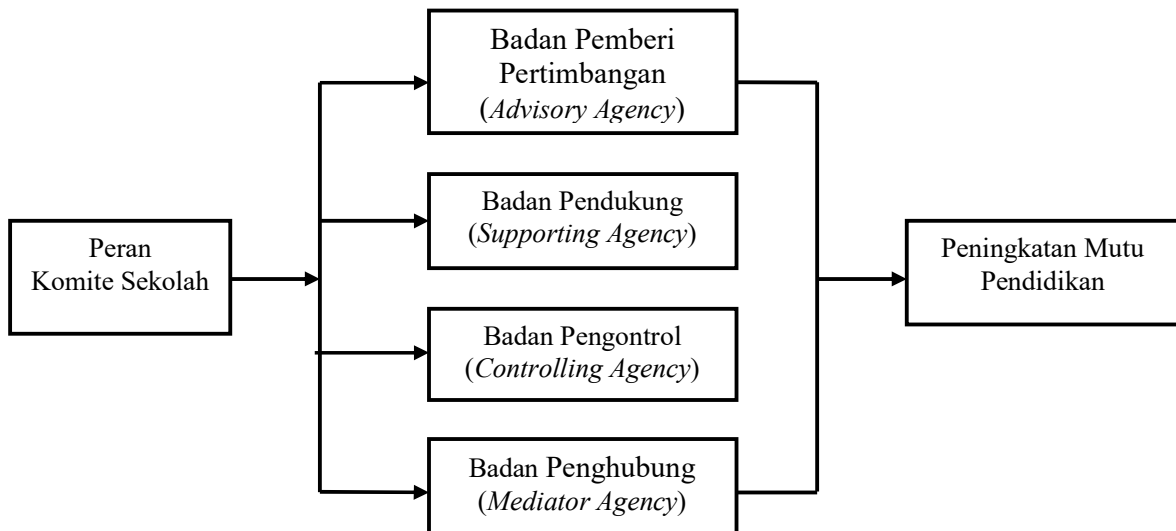 Peran
Komite Sekolah
Badan Pemberi
Pertimbangan
(Advisory Agency)
Badan Pendukung
(Supporting Agency)
Badan Pengontrol
(Controlling Agency)
Badan Penghubung
(Mediator Agency)
Peningkatan Mutu
Pendidikan